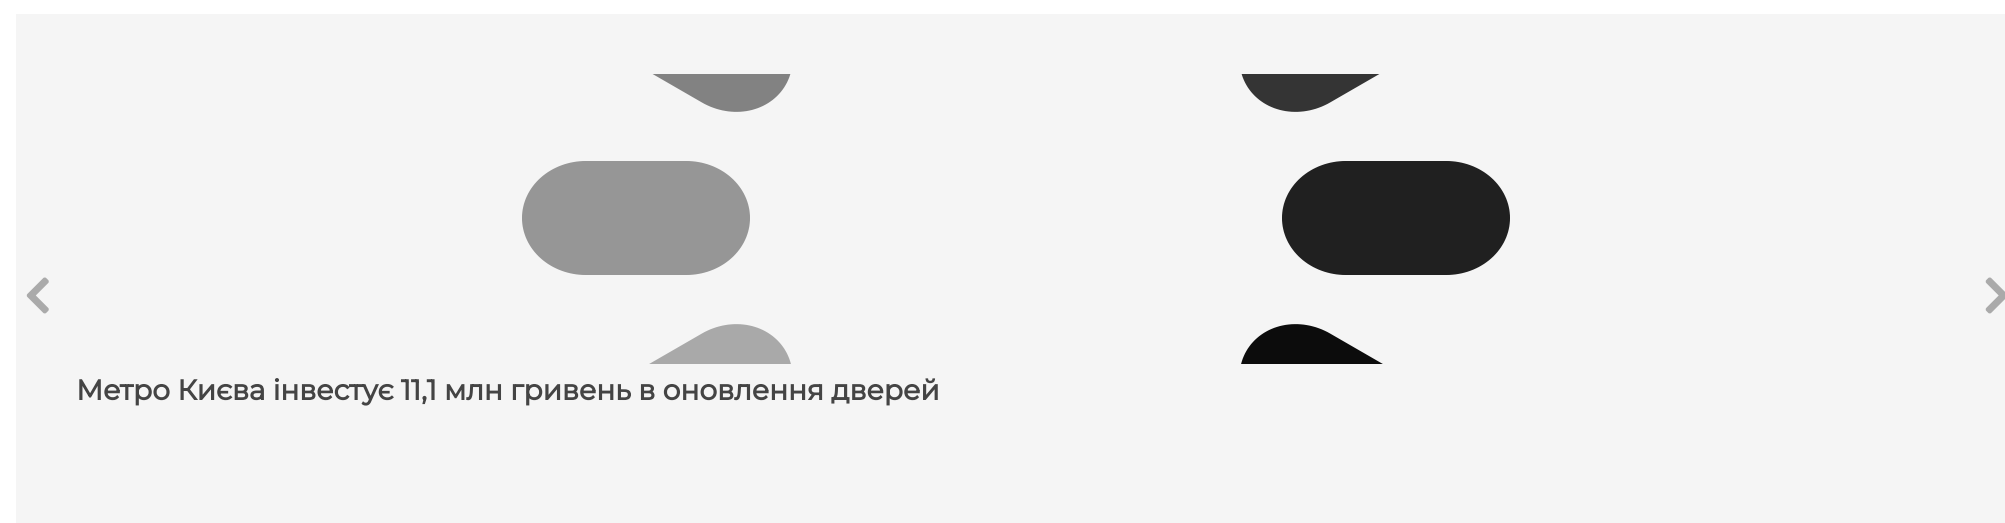 Метро Києва інвестує 11,1 млн гривень в оновлення дверей